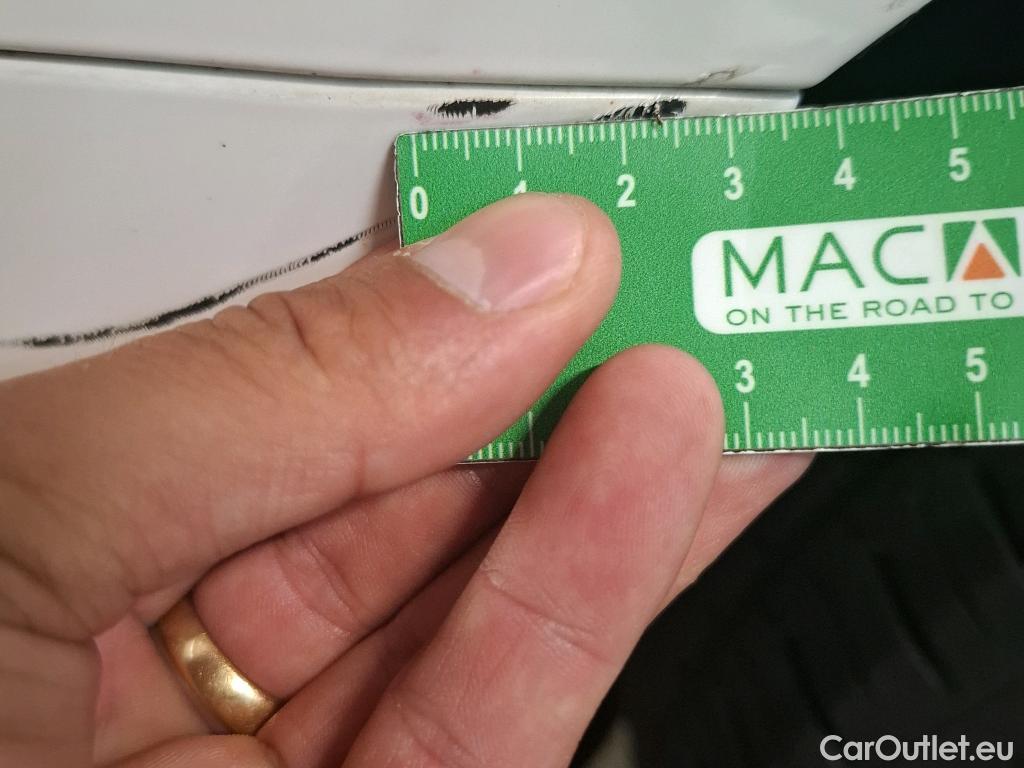 0 1 2 3 4 5
MAC
ON THE ROAD TO
3 4 5
CarOutlet.eu